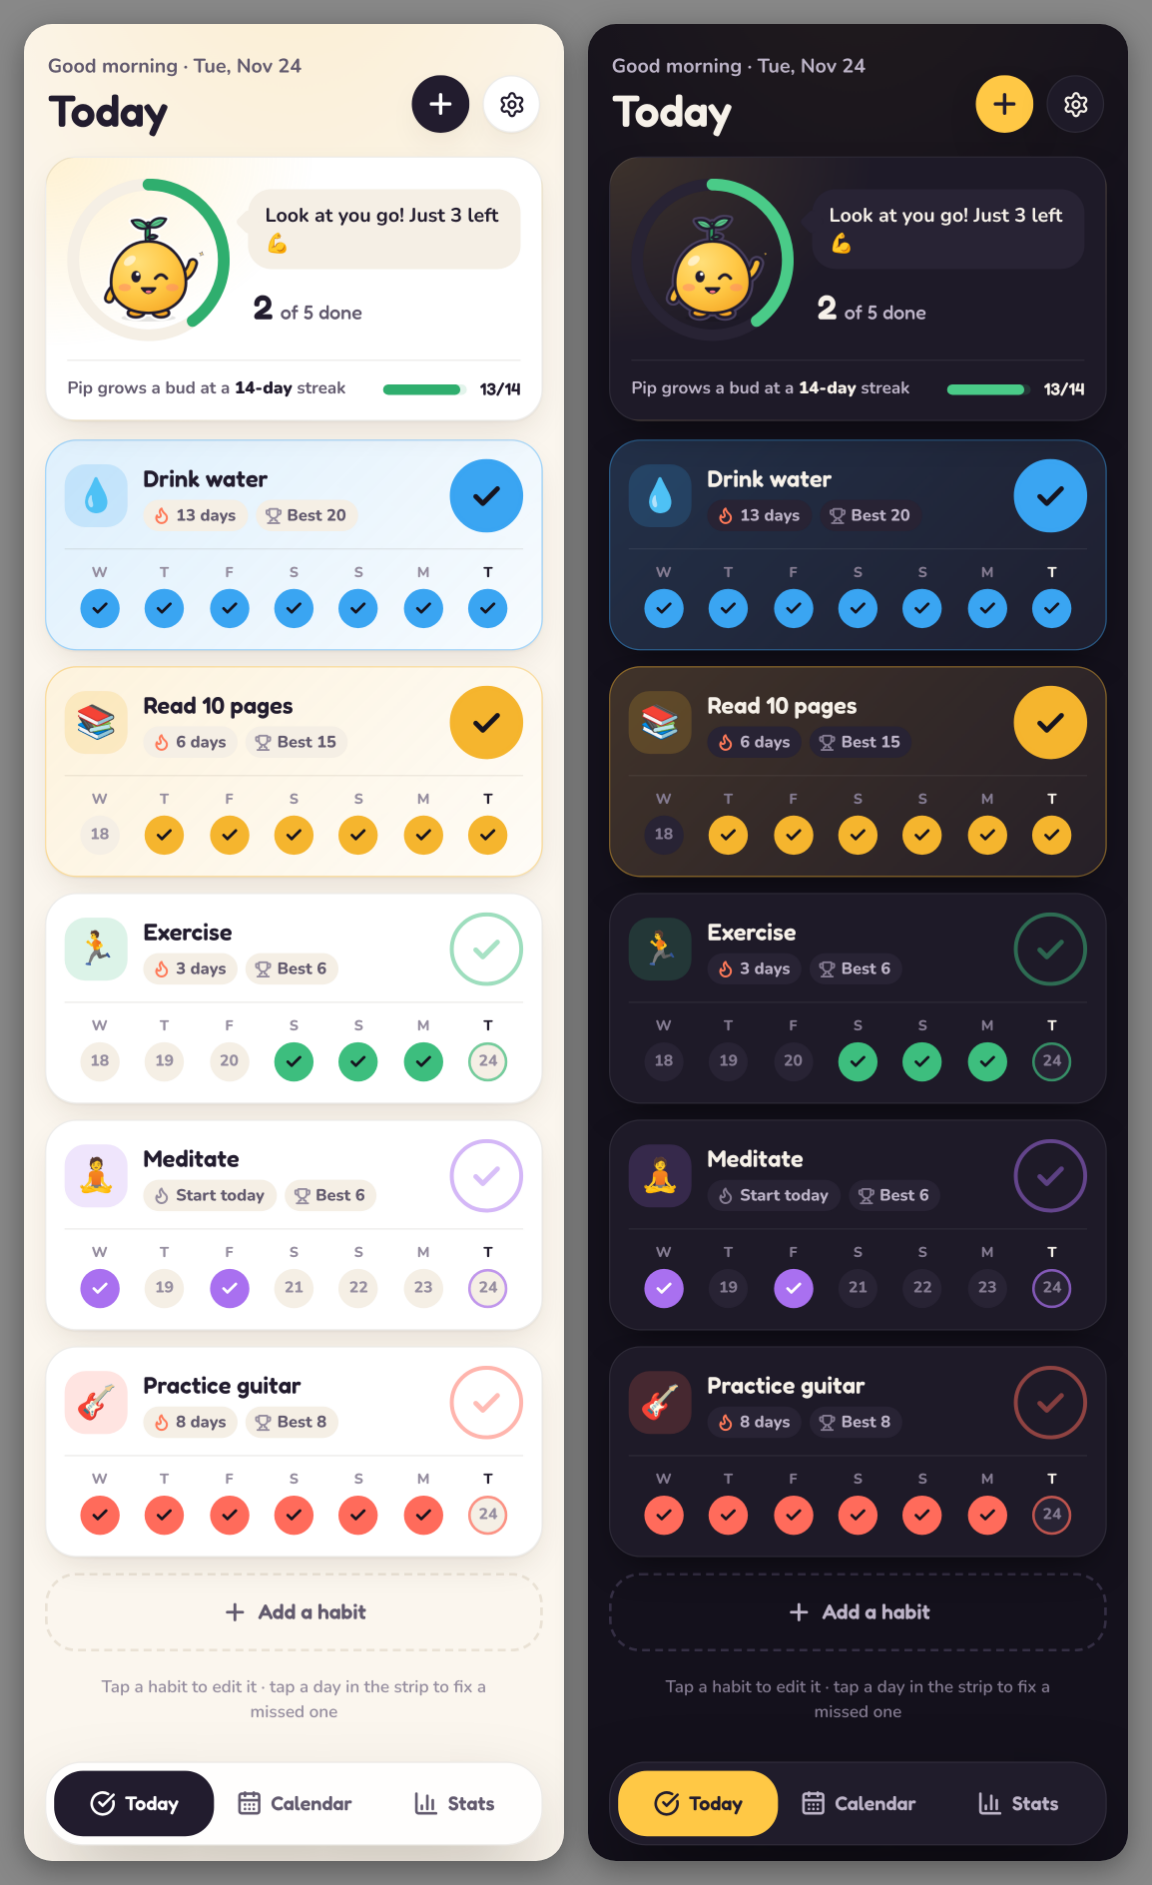 Good morning · Tue, Nov 24
Today
Look at you go! Just 3 left
💪
2 of 5 done
Pip grows a bud at a 14-day streak 13/14
Drink water
13 days Best 20
W T F S S M T
Read 10 pages
6 days Best 15
W T F S S M T
18
Exercise
3 days Best 6
W T F S S M T
18 19 20 24
Meditate
Start today Best 6
W T F S S M T
19 21 22 23 24
Practice guitar
8 days Best 8
W T F S S M T
24
+ Add a habit
Tap a habit to edit it · tap a day in the strip to fix a
missed one
Today Calendar Stats
Good morning · Tue, Nov 24
Today
Look at you go! Just 3 left
💪
2 of 5 done
Pip grows a bud at a 14-day streak 13/14
Drink water
13 days Best 20
W T F S S M T
Read 10 pages
6 days Best 15
W T F S S M T
18
Exercise
3 days Best 6
W T F S S M T
18 19 20 24
Meditate
Start today Best 6
W T F S S M T
19 21 22 23 24
Practice guitar
8 days Best 8
W T F S S M T
24
+ Add a habit
Tap a habit to edit it · tap a day in the strip to fix a
missed one
Today Calendar Stats